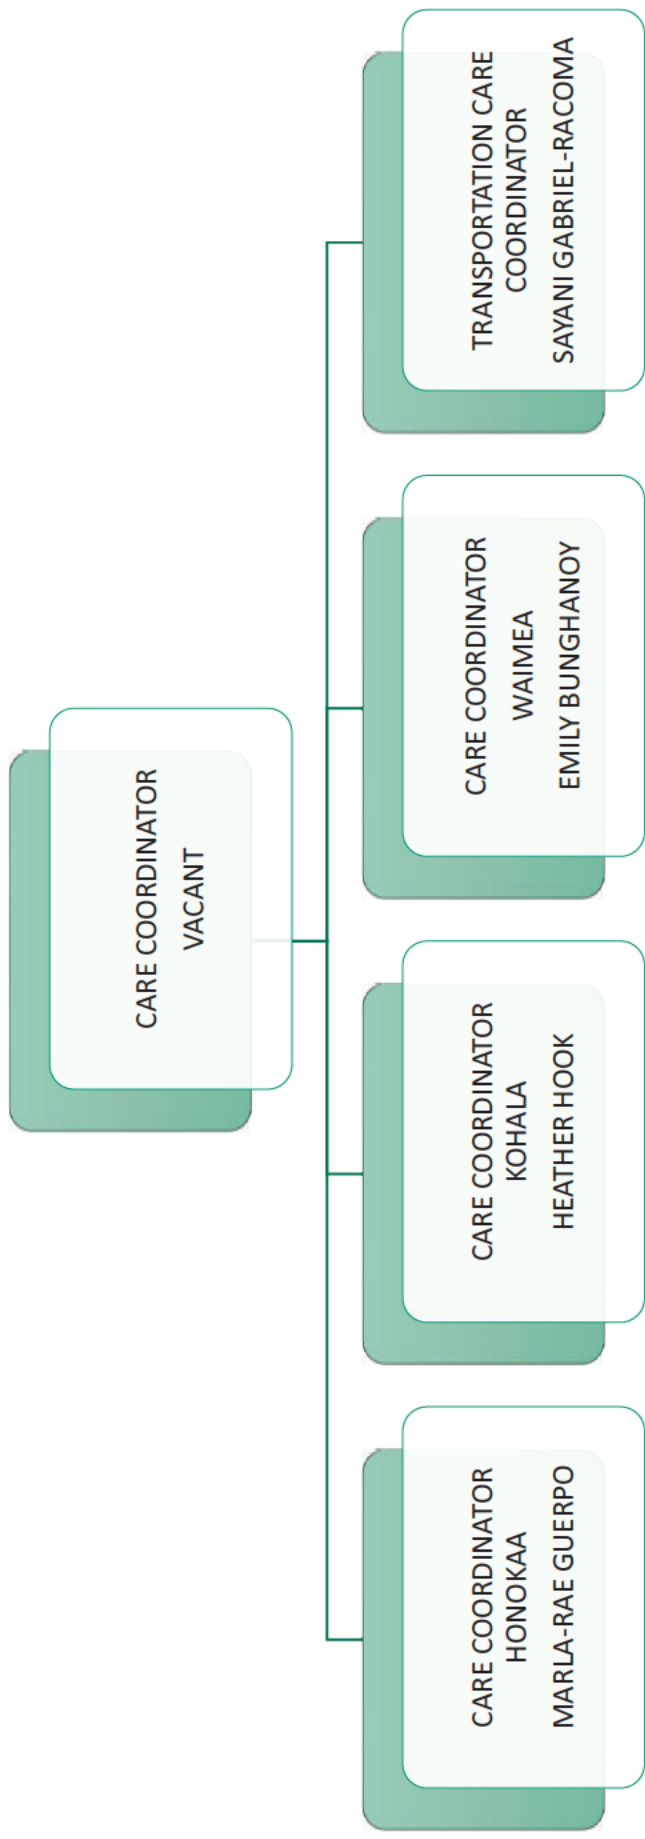 CARE COORDINATOR
VACANT
CARE COORDINATOR
HONOKAA
MARLA-RAE GUERPO
CARE COORDINATOR
KOHALA
HEATHER HOOK
CARE COORDINATOR
WAIMEA
EMILY BUNGHANOY
TRANSPORTATION CARE
COORDINATOR
SAYANI GABRIEL-RACOMA